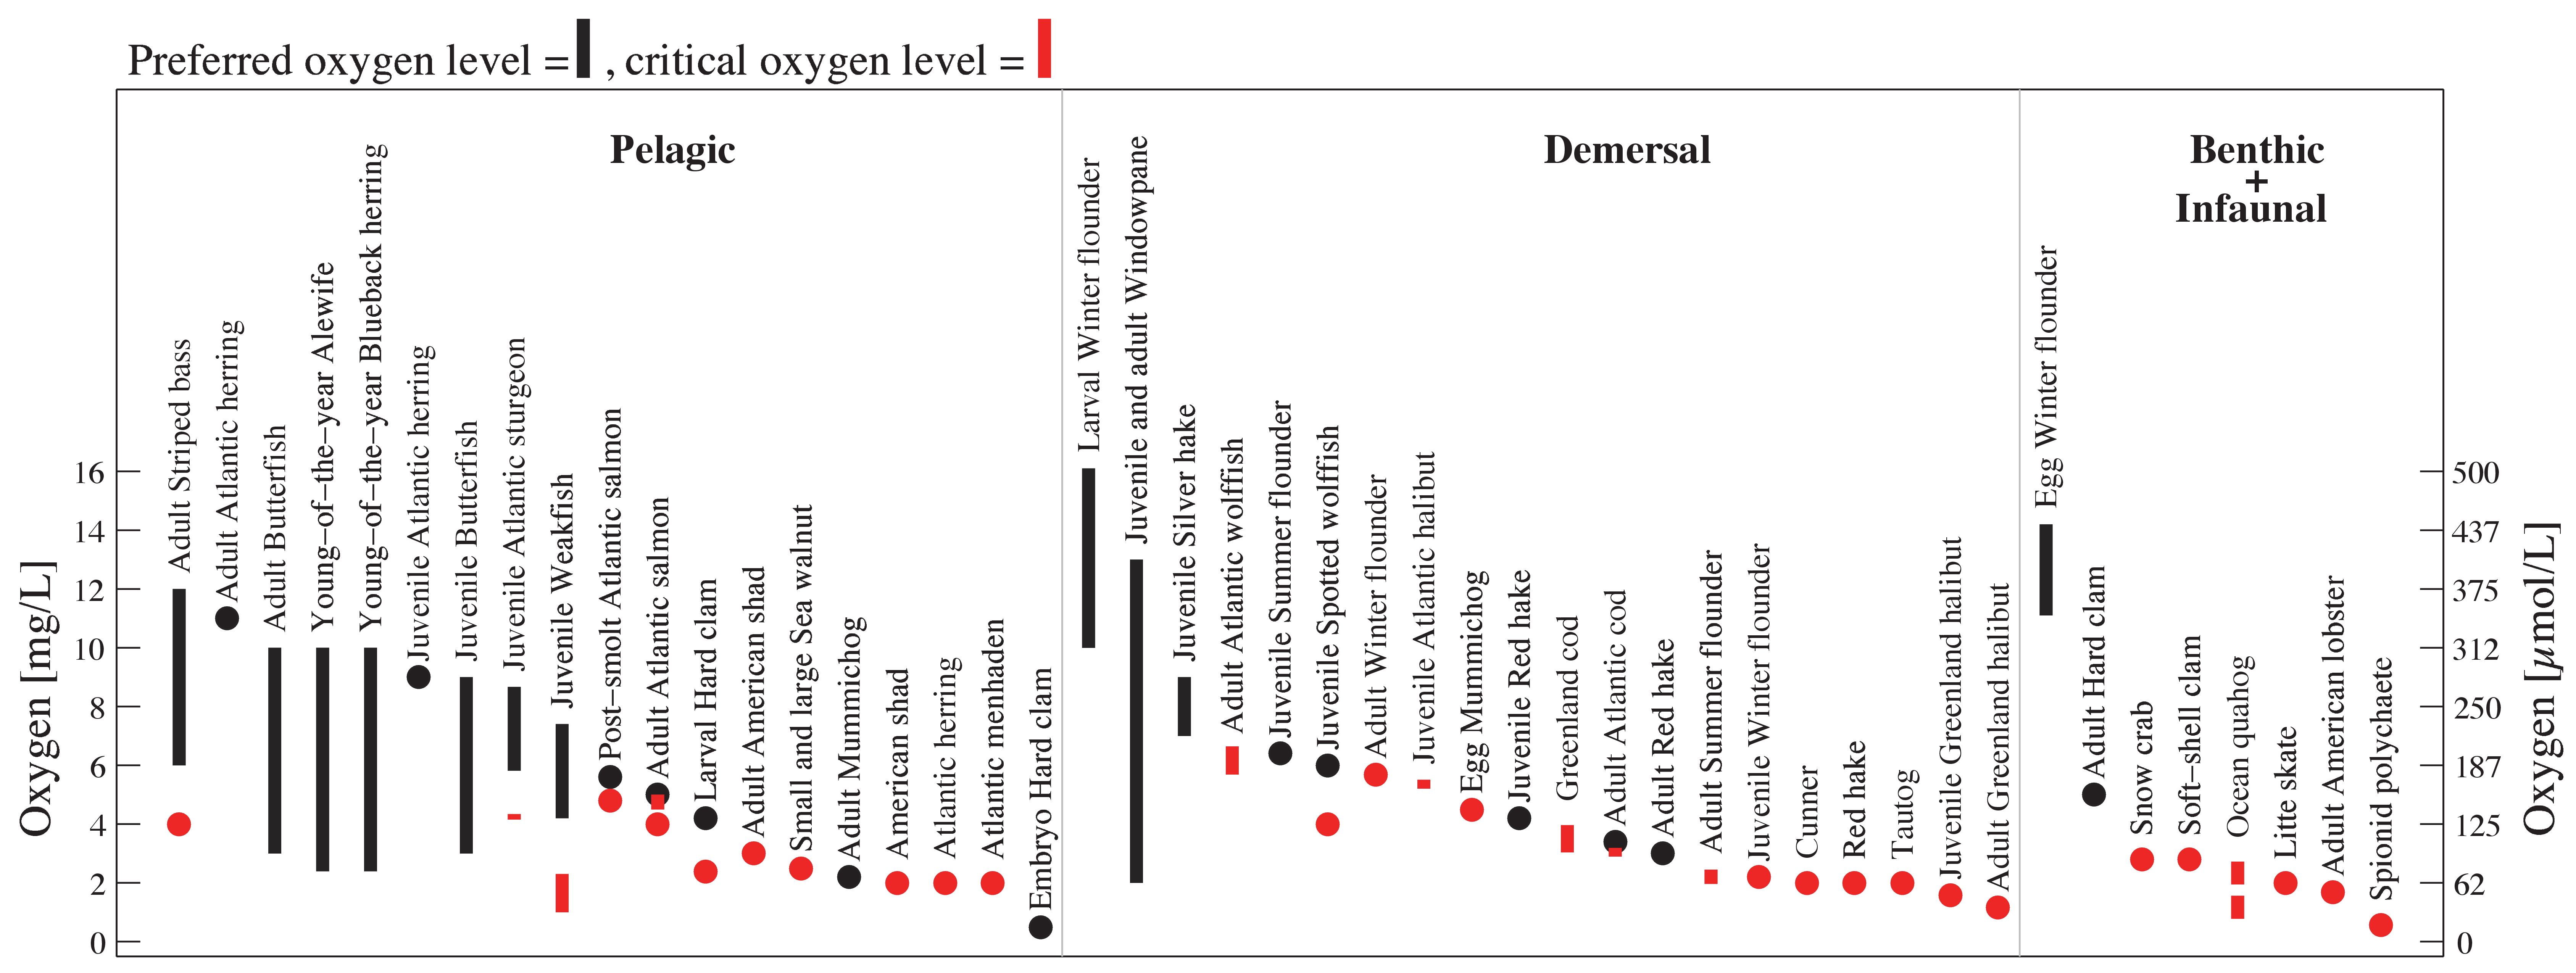 Preferred oxygen level = , critical oxygen level =
Pelagic
Demersal
Benthic
+
Infaunal
Oxygen [mg/L]
16
14
12
10
8
6
4
2
0
Adult Striped bass
Adult Atlantic herring
Adult Butterfish
Young−of−the−year Alewife
Young−of−the−year Blueback herring
Juvenile Atlantic herring
Juvenile Butterfish
Juvenile Atlantic sturgeon
Juvenile Weakfish
Post−smolt Atlantic salmon
Adult Atlantic salmon
Larval Hard clam
Adult American shad
Small and large Sea walnut
Adult Mummichog
American shad
Atlantic herring
Atlantic menhaden
Embryo Hard clam
Larval Winter flounder
Juvenile and adult Windowpane
Juvenile Silver hake
Adult Atlantic wolffish
Juvenile Summer flounder
Juvenile Spotted wolffish
Adult Winter flounder
Juvenile Atlantic halibut
Egg Mummichog
Juvenile Red hake
Greenland cod
Adult Atlantic cod
Adult Red hake
Adult Summer flounder
Juvenile Winter flounder
Cunner
Red hake
Tautog
Juvenile Greenland halibut
Adult Greenland halibut
Egg Winter flounder
Adult Hard clam
Snow crab
Soft−shell clam
Ocean quahog
Litte skate
Adult American lobster
Spionid polychaete
500
437
375
312
250
187
125
62
0
Oxygen [μmol/L]